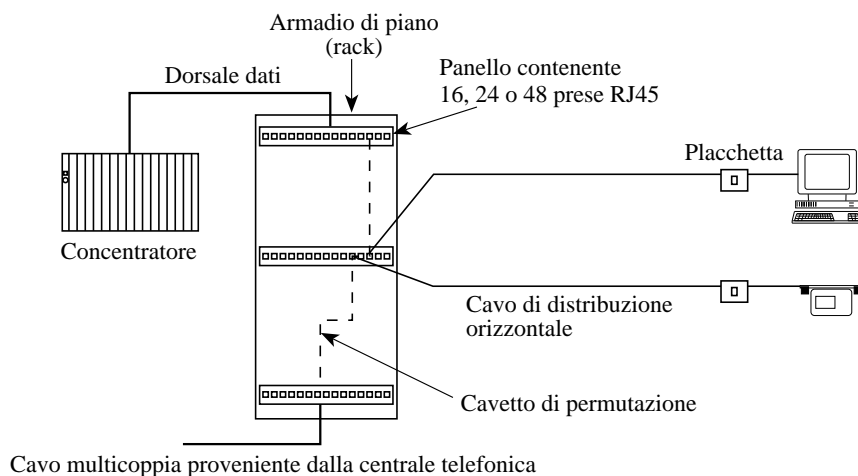 Armadio di piano
(rack)
Dorsale dati
Panello contenente
16, 24 o 48 prese RJ45
Placchetta
Concentratore
Cavo di distribuzione
orizzontale
Cavetto di permutazione
Cavo multicoppia proveniente dalla centrale telefonica